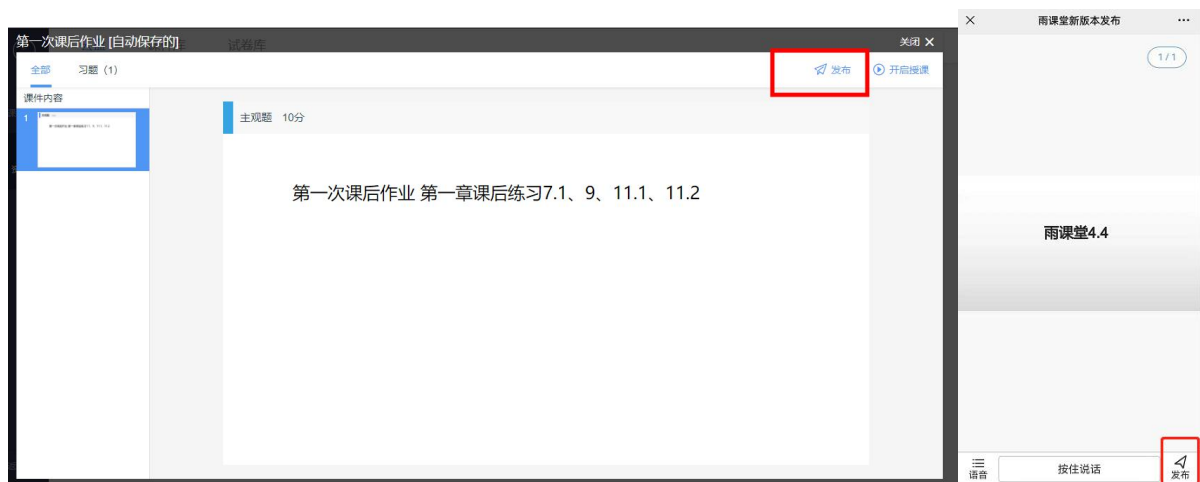 第一次课后作业 [自动保存的]
试卷库
关闭 X
全部
习题（1）
发布
开启授课
课件内容
1
主观题 10分
第一次课后作业 第一章课后练习7.1、9、11.1、11.2
雨课堂新版本发布
1/1
雨课堂4.4
语音
按住说话
发布